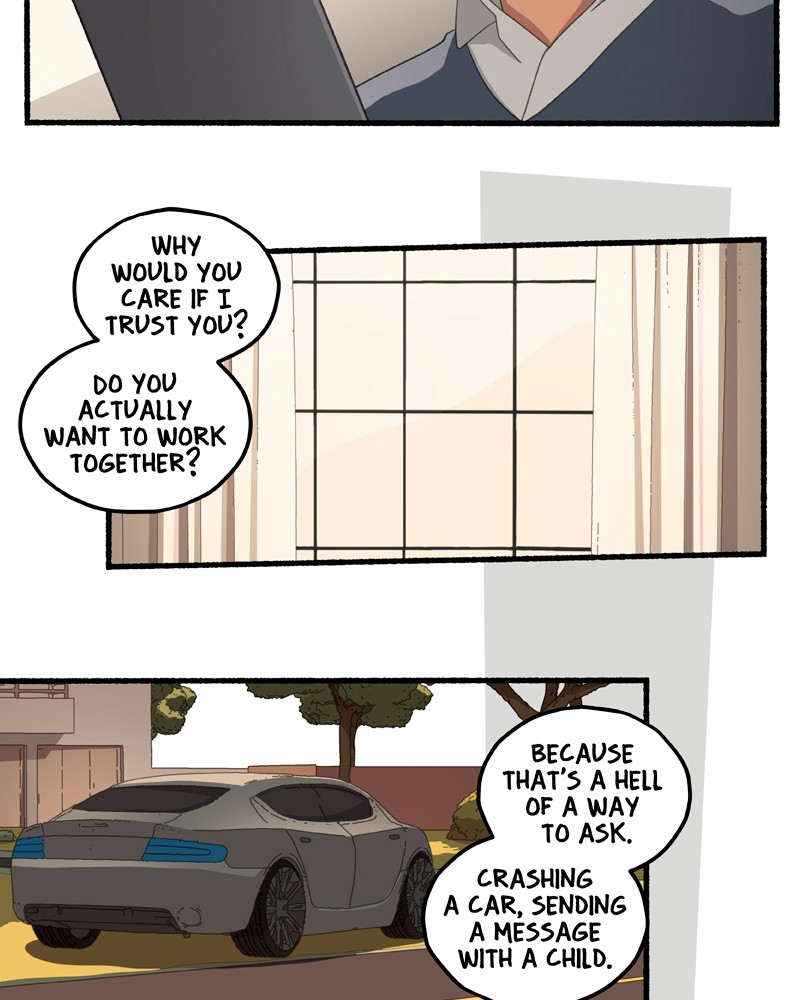 WHY
WOULD YOU
CARE IF I
TRUST YOU?
DO YOU
ACTUALLY
WANT TO WORK
TOGETHER?
BECAUSE
THAT'S A HELL
OF A WAY
TO ASK.
CRASHING
A CAR, SENDING
A MESSAGE
WITH A CHILD.